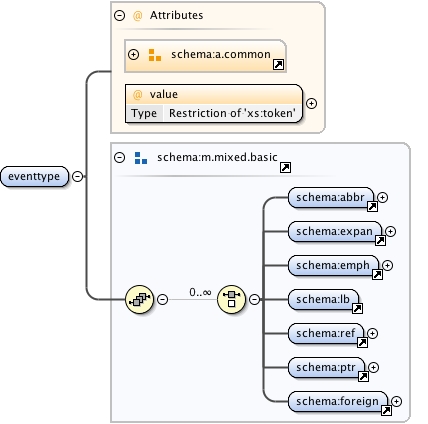 @ Attributes
schema:a.common
@ value
Type Restriction of 'xs:token'
eventtype
schema:m.mixed.basic
0..∞
schema:abbr
schema:expan
schema:emph
schema:lb
schema:ref
schema:ptr
schema:foreign